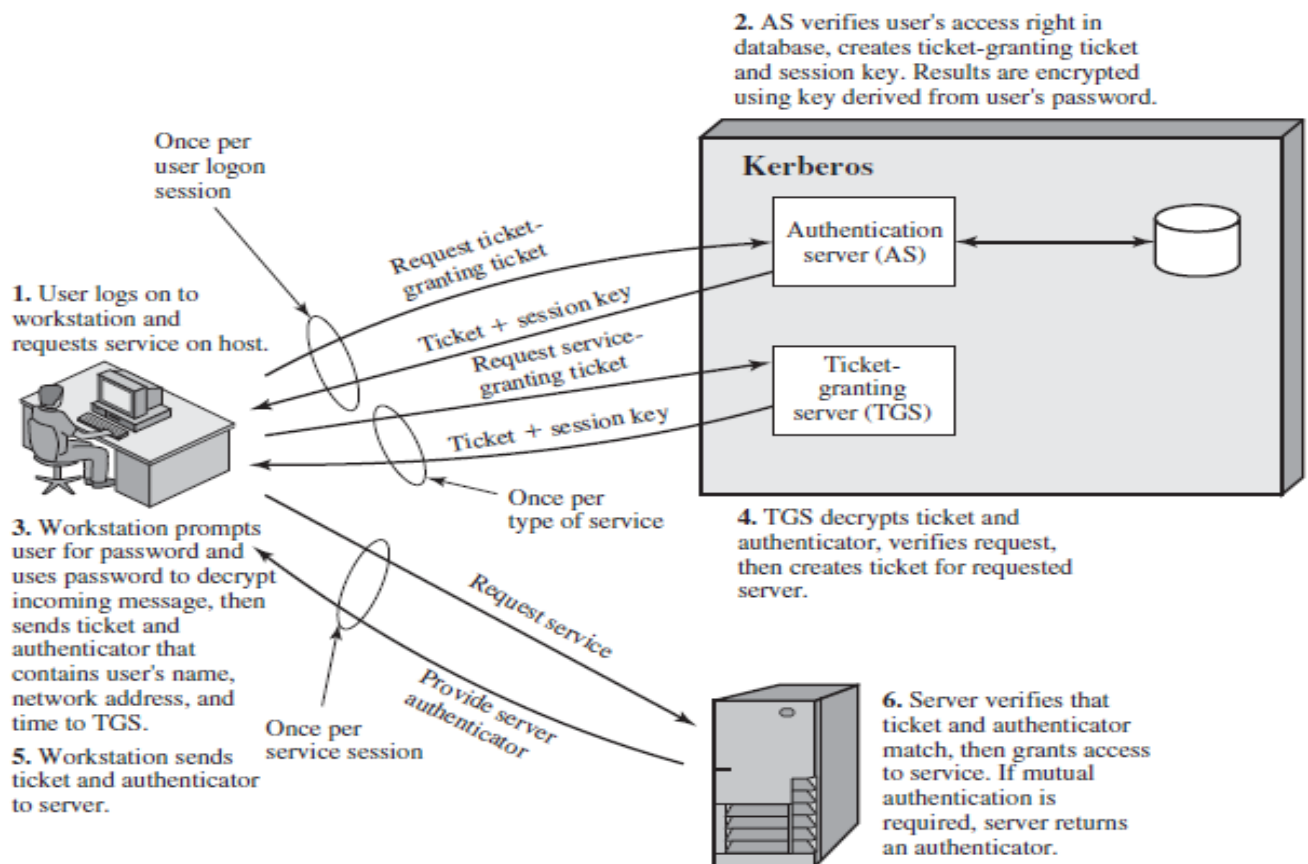 2. AS verifies user's access right in
database, creates ticket-granting ticket
and session key. Results are encrypted
using key derived from user's password.
Once per
user logon
session
Kerberos
Authentication
server (AS)
Request ticket-
granting ticket
1. User logs on to
workstation and
requests service on host.
Ticket + session key
Request service-
granting ticket
Ticket-
granting
server (TGS)
Ticket + session key
Once per
type of service
3. Workstation prompts
user for password and
uses password to decrypt
incoming message, then
sends ticket and
authenticator that
contains user's name,
network address, and
time to TGS.
4. TGS decrypts ticket and
authenticator, verifies request,
then creates ticket for requested
server.
Request service
Provide server
authenticator
Once per
service session
5. Workstation sends
ticket and authenticator
to server.
6. Server verifies that
ticket and authenticator
match, then grants access
to service. If mutual
authentication is
required, server returns
an authenticator.